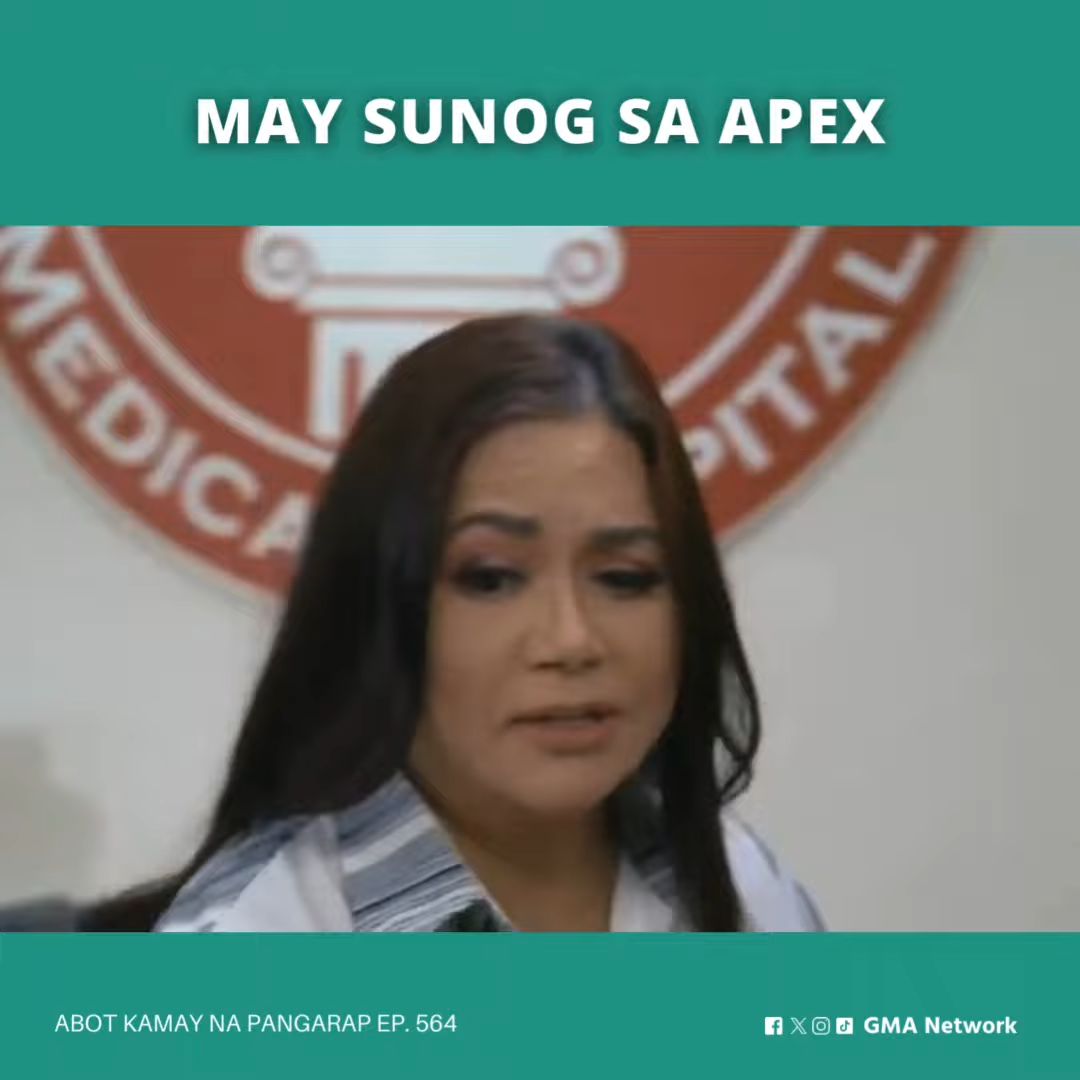 MAY SUNOG SA APEX
MEDICA
PITAL
ABOT KAMAY NA PANGARAP EP. 564
GMA Network